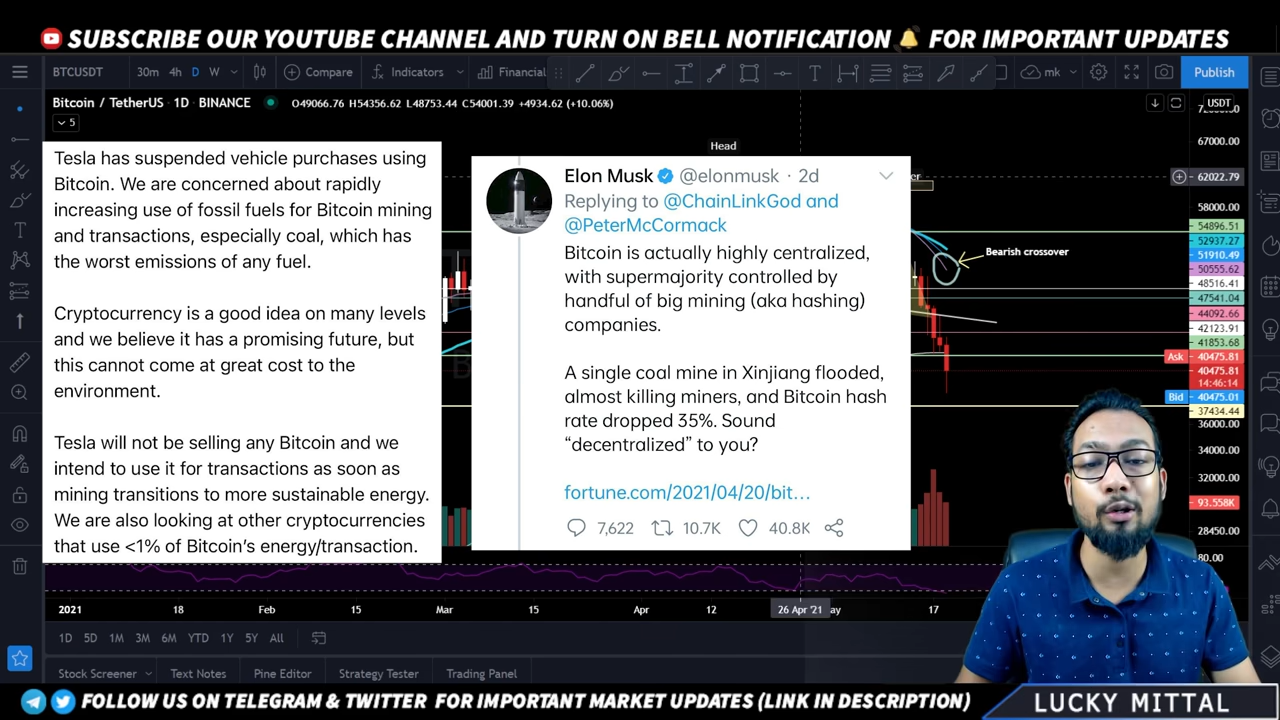 SUBSCRIBE OUR YOUTUBE CHANNEL AND TURN ON BELL NOTIFICATION FOR IMPORTANT UPDATES
BTCUSDT 30m 4h D W Compare Indicators Financial T mk Publish
Bitcoin / TetherUS · 1D · BINANCE O49066.76 H54356.62 L48753.44 C54001.39 +4934.62 (+10.06%) USDT
5
Tesla has suspended vehicle purchases using
Bitcoin. We are concerned about rapidly
increasing use of fossil fuels for Bitcoin mining
and transactions, especially coal, which has
the worst emissions of any fuel.
Cryptocurrency is a good idea on many levels
and we believe it has a promising future, but
this cannot come at great cost to the
environment.
Tesla will not be selling any Bitcoin and we
intend to use it for transactions as soon as
mining transitions to more sustainable energy.
We are also looking at other cryptocurrencies
that use <1% of Bitcoin's energy/transaction.
Head
Elon Musk @elonmusk · 2d
Replying to @ChainLinkGod and
@PeterMcCormack
Bitcoin is actually highly centralized,
with supermajority controlled by
handful of big mining (aka hashing)
companies.
A single coal mine in Xinjiang flooded,
almost killing miners, and Bitcoin hash
rate dropped 35%. Sound
“decentralized” to you?
fortune.com/2021/04/20/bit...
7,622 10.7K 40.8K
Bearish crossover
67000.00
62022.79
58000.00
54896.51
52937.27
51910.49
50555.62
48516.41
47541.04
44092.66
42123.91
41853.68
Ask 40475.81
40475.81
14:46:14
Bid 40475.01
37434.44
36000.00
34000.00
32000.00
93.558K
28450.00
80.00
2021 18 Feb 15 Mar 15 Apr 12 26 Apr '21 ay 17
1D 5D 1M 3M 6M YTD 1Y 5Y All
Stock Screener Text Notes Pine Editor Strategy Tester Trading Panel
FOLLOW US ON TELEGRAM & TWITTER FOR IMPORTANT MARKET UPDATES (LINK IN DESCRIPTION)
LUCKY MITTAL